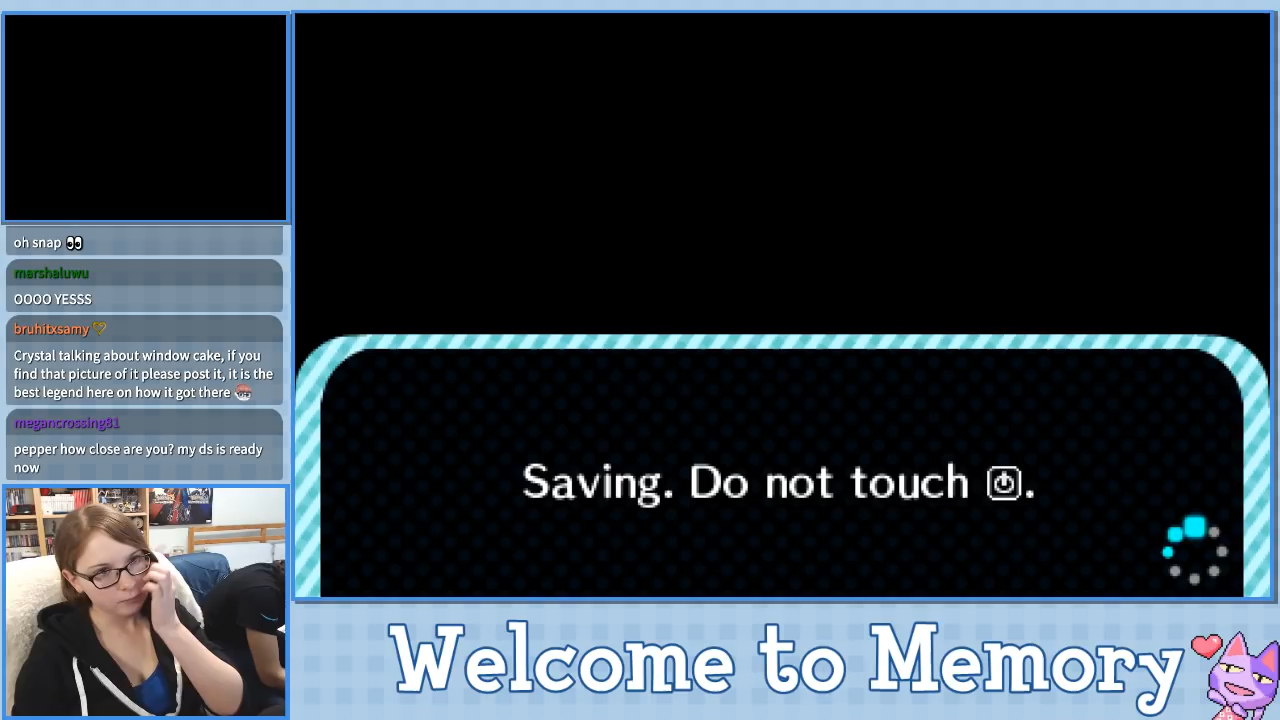 oh snap 👀
marshaluwu
OOOO YESSS
bruhitxsamy
Crystal talking about window cake, if you
find that picture of it please post it, it is the
best legend here on how it got there
megancrossing81
pepper how close are you? my ds is ready
now
Saving. Do not touch ⏻.
Welcome to Memory